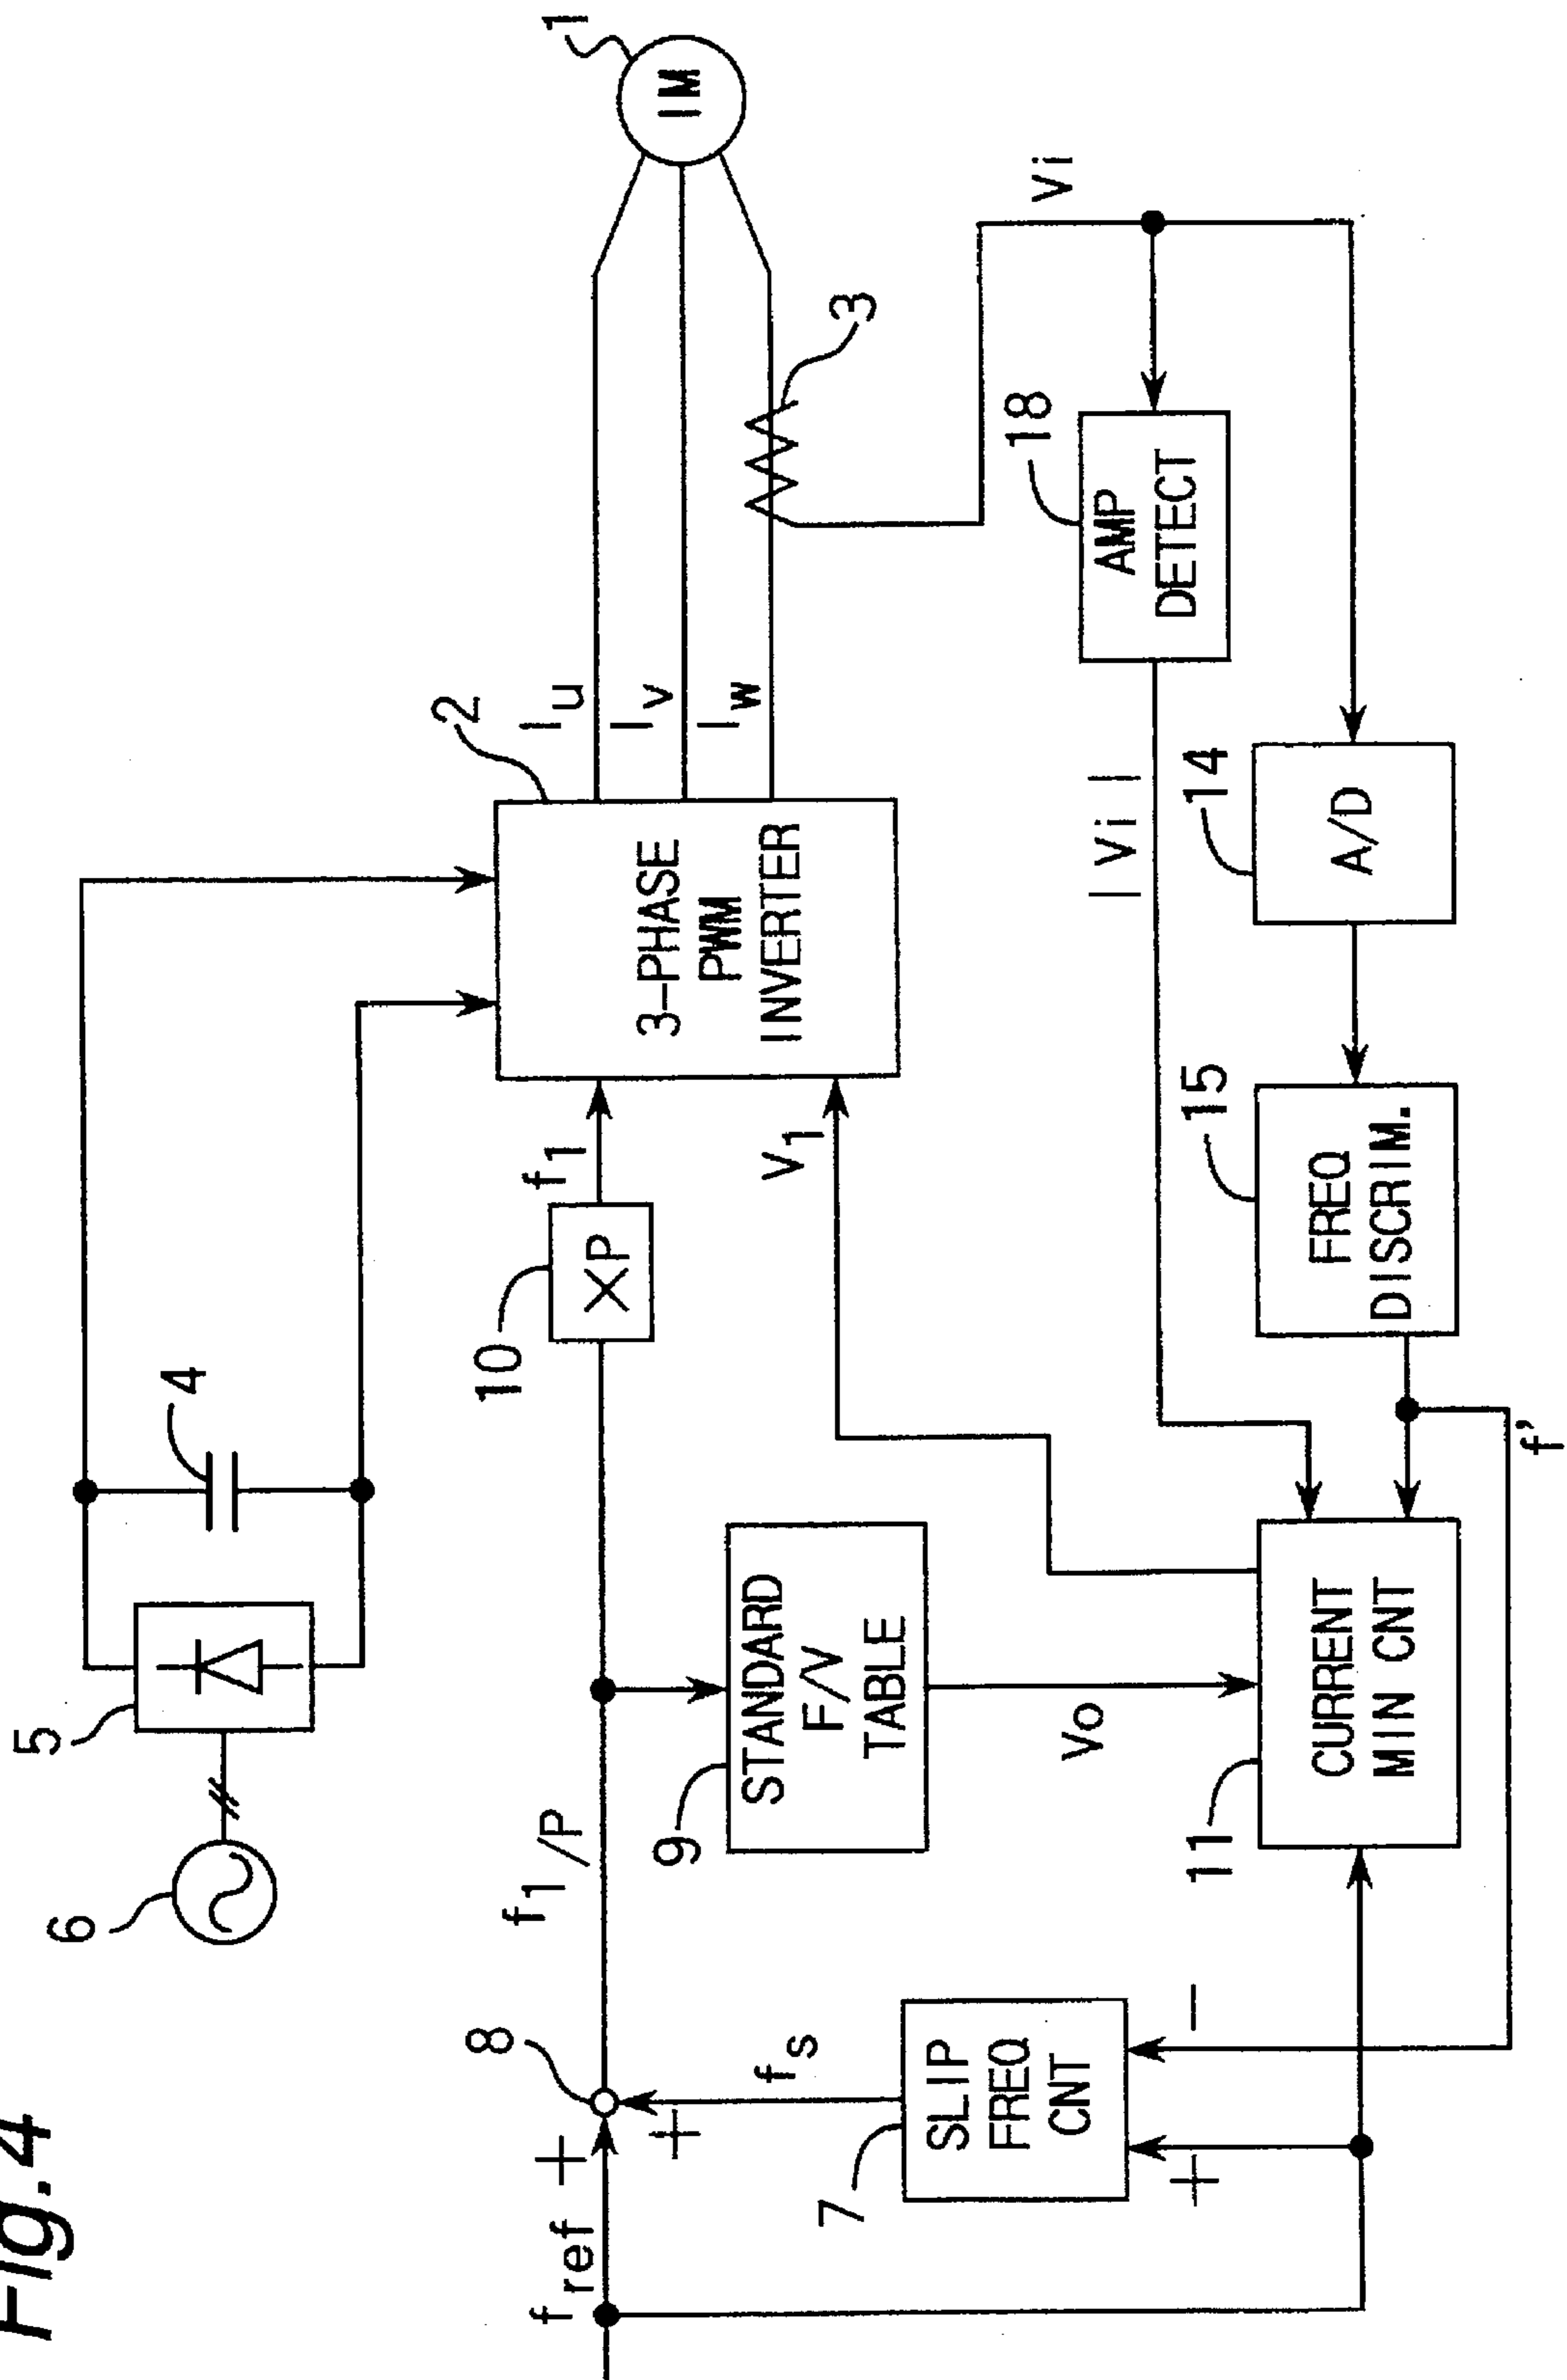 Fig.4
6
5
4
1
IM
2
3-PHASE
PWM
INVERTER
Iu
Iv
Iw
3
fref
+
8
+
f1/P
10
XP
f1
V1
fs
7
SLIP
FREQ
CNT
+
−
9
STANDARD
F/V
TABLE
Vo
11
CURRENT
MIN CNT
|Vi|
18
AMP
DETECT
Vi
15
FREQ
DISCRIM.
14
A/D
f'